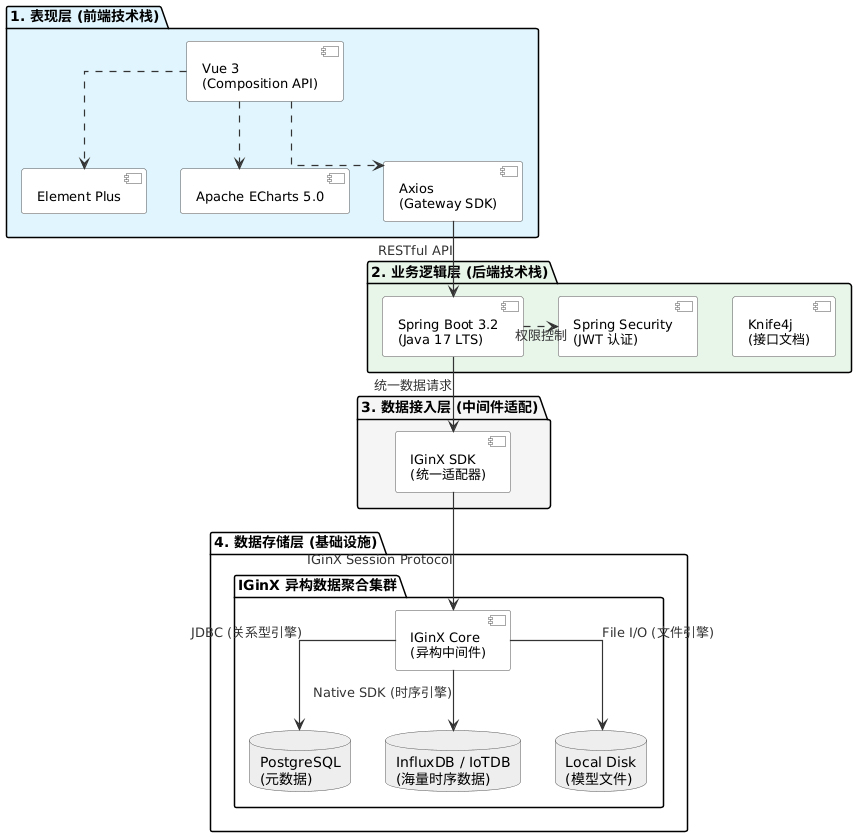 1. 表现层 (前端技术栈)
Vue 3
(Composition API)
Element Plus
Apache ECharts 5.0
Axios
(Gateway SDK)
RESTful API
2. 业务逻辑层 (后端技术栈)
Spring Boot 3.2
(Java 17 LTS)
权限控制
Spring Security
(JWT 认证)
Knife4j
(接口文档)
统一数据请求
3. 数据接入层 (中间件适配)
IGinX SDK
(统一适配器)
4. 数据存储层 (基础设施)
IGinX Session Protocol
IGinX 异构数据聚合集群
IGinX Core
(异构中间件)
JDBC (关系型引擎)
File I/O (文件引擎)
Native SDK (时序引擎)
PostgreSQL
(元数据)
InfluxDB / IoTDB
(海量时序数据)
Local Disk
(模型文件)